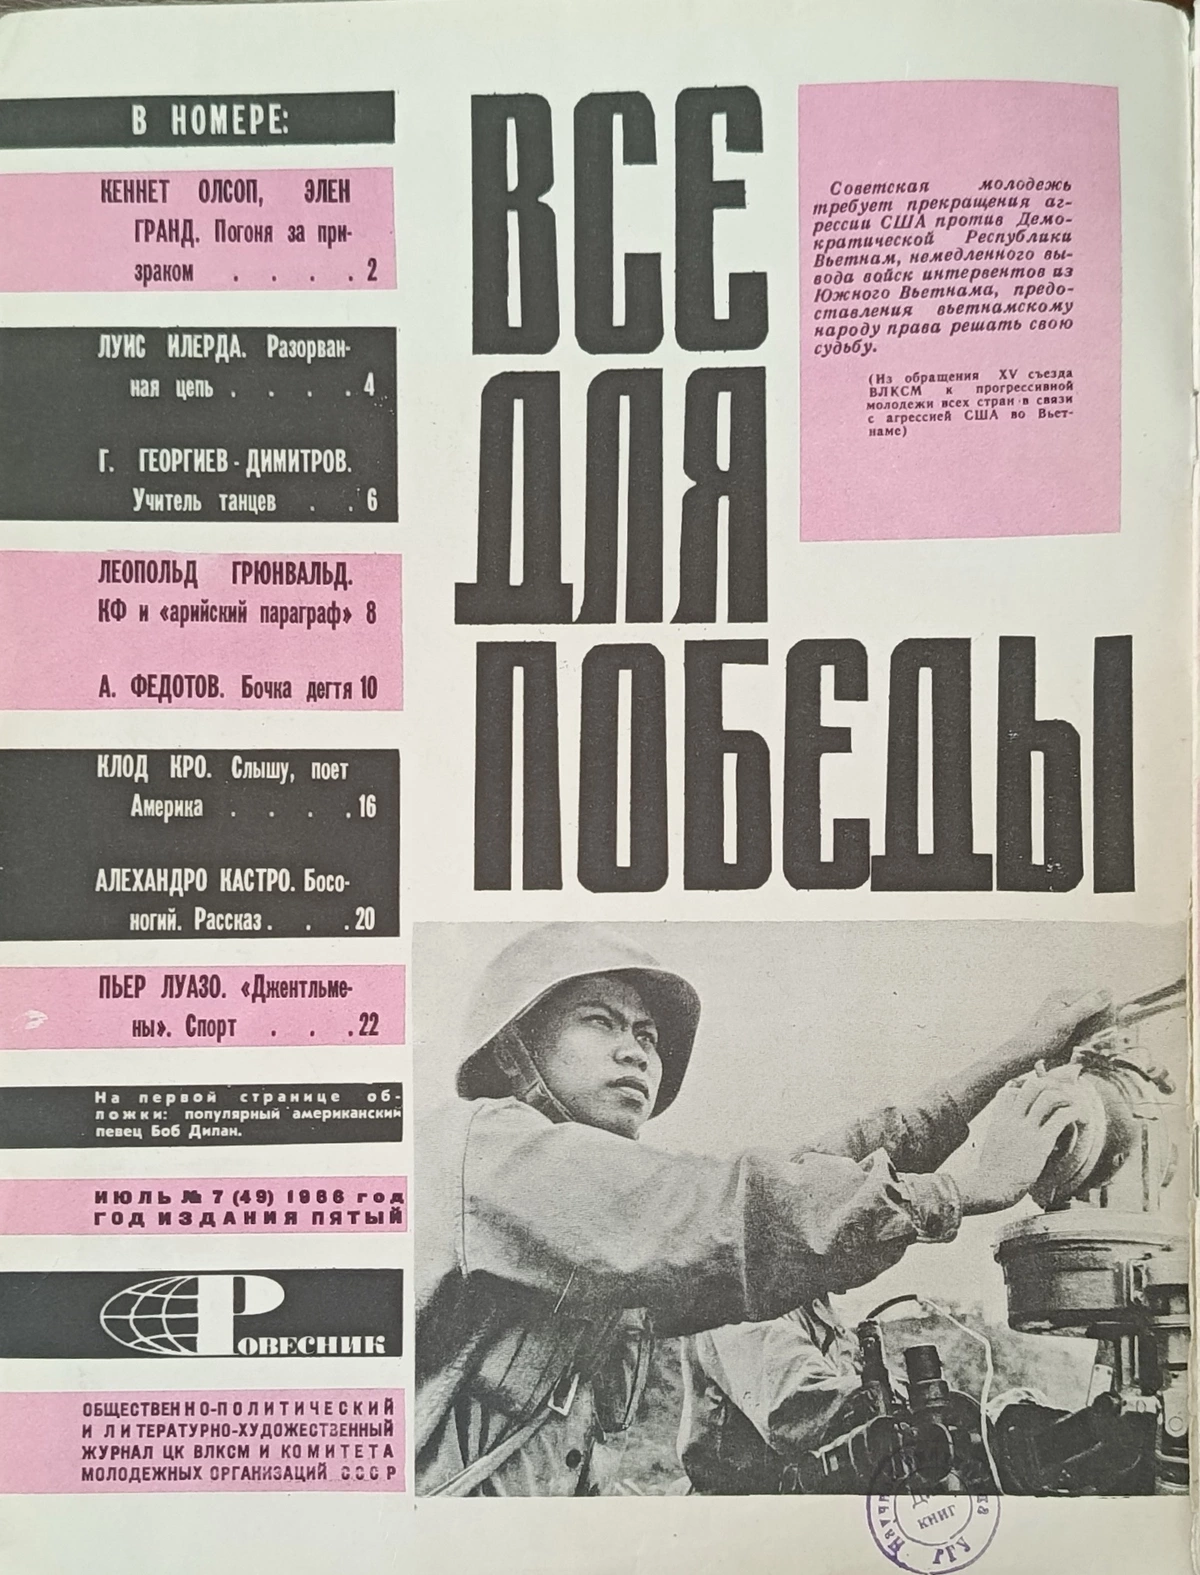 В НОМЕРЕ:
КЕННЕТ ОЛСОП, ЭЛЕН
ГРАНД. Погоня за при-
зраком . . . . 2
ЛУИС ИЛЕРДА. Разорван-
ная цепь . . . . 4
Г. ГЕОРГИЕВ-ДИМИТРОВ.
Учитель танцев . . 6
ЛЕОПОЛЬД ГРЮНВАЛЬД.
КФ и «арийский параграф» 8
А. ФЕДОТОВ. Бочка дегтя 10
КЛОД КРО. Слышу, поет
Америка . . . . 16
АЛЕХАНДРО КАСТРО. Босо-
ногий. Рассказ . . . 20
ПЬЕР ЛУАЗО. «Джентльме-
ны». Спорт . . . 22
На первой странице об-
ложки: популярный американский
певец Боб Дилан.
ИЮЛЬ № 7 (49) 1966 год
ГОД ИЗДАНИЯ ПЯТЫЙ
РОВЕСНИК
ОБЩЕСТВЕННО-ПОЛИТИЧЕСКИЙ
И ЛИТЕРАТУРНО-ХУДОЖЕСТВЕННЫЙ
ЖУРНАЛ ЦК ВЛКСМ И КОМИТЕТА
МОЛОДЕЖНЫХ ОРГАНИЗАЦИЙ СССР
ВСЕ
ДЛЯ
ПОБЕДЫ
Советская молодежь
требует прекращения аг-
рессии США против Демо-
кратической Республики
Вьетнам, немедленного вы-
вода войск интервентов из
Южного Вьетнама, предо-
ставления вьетнамскому
народу права решать свою
судьбу.
(Из обращения XV съезда
ВЛКСМ к прогрессивной
молодежи всех стран в связи
с агрессией США во Вьет-
наме)
КНИГ
РГУ